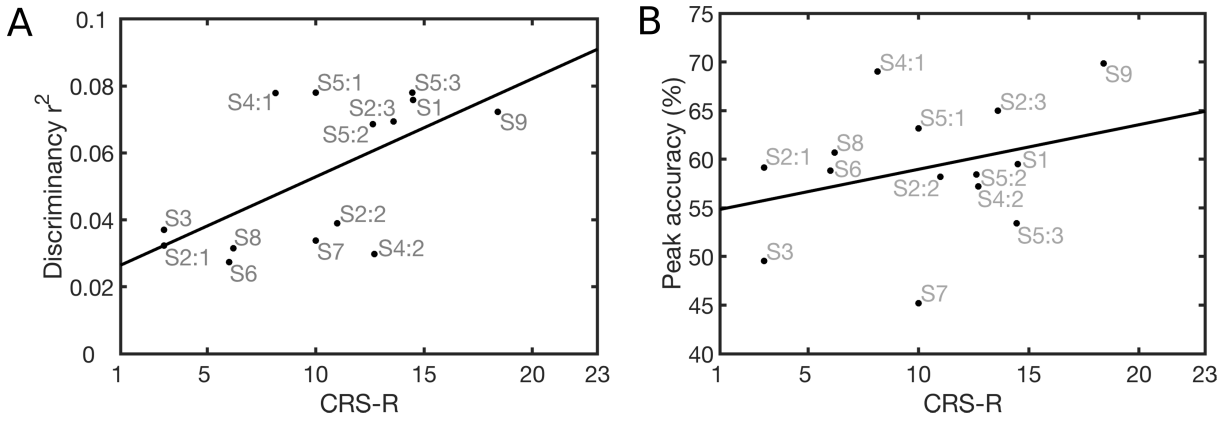 A
Discriminancy r²
0.1
0.08
0.06
0.04
0.02
0
S4:1
S5:1
S5:3
S2:3
S1
S5:2
S9
S3
S2:1
S8
S6
S2:2
S7
S4:2
1 5 10 15 20 23
CRS-R
B
Peak accuracy (%)
75
70
65
60
55
50
45
40
S4:1
S9
S2:3
S5:1
S8
S2:1
S6
S1
S2:2
S5:2
S4:2
S5:3
S3
S7
1 5 10 15 20 23
CRS-R